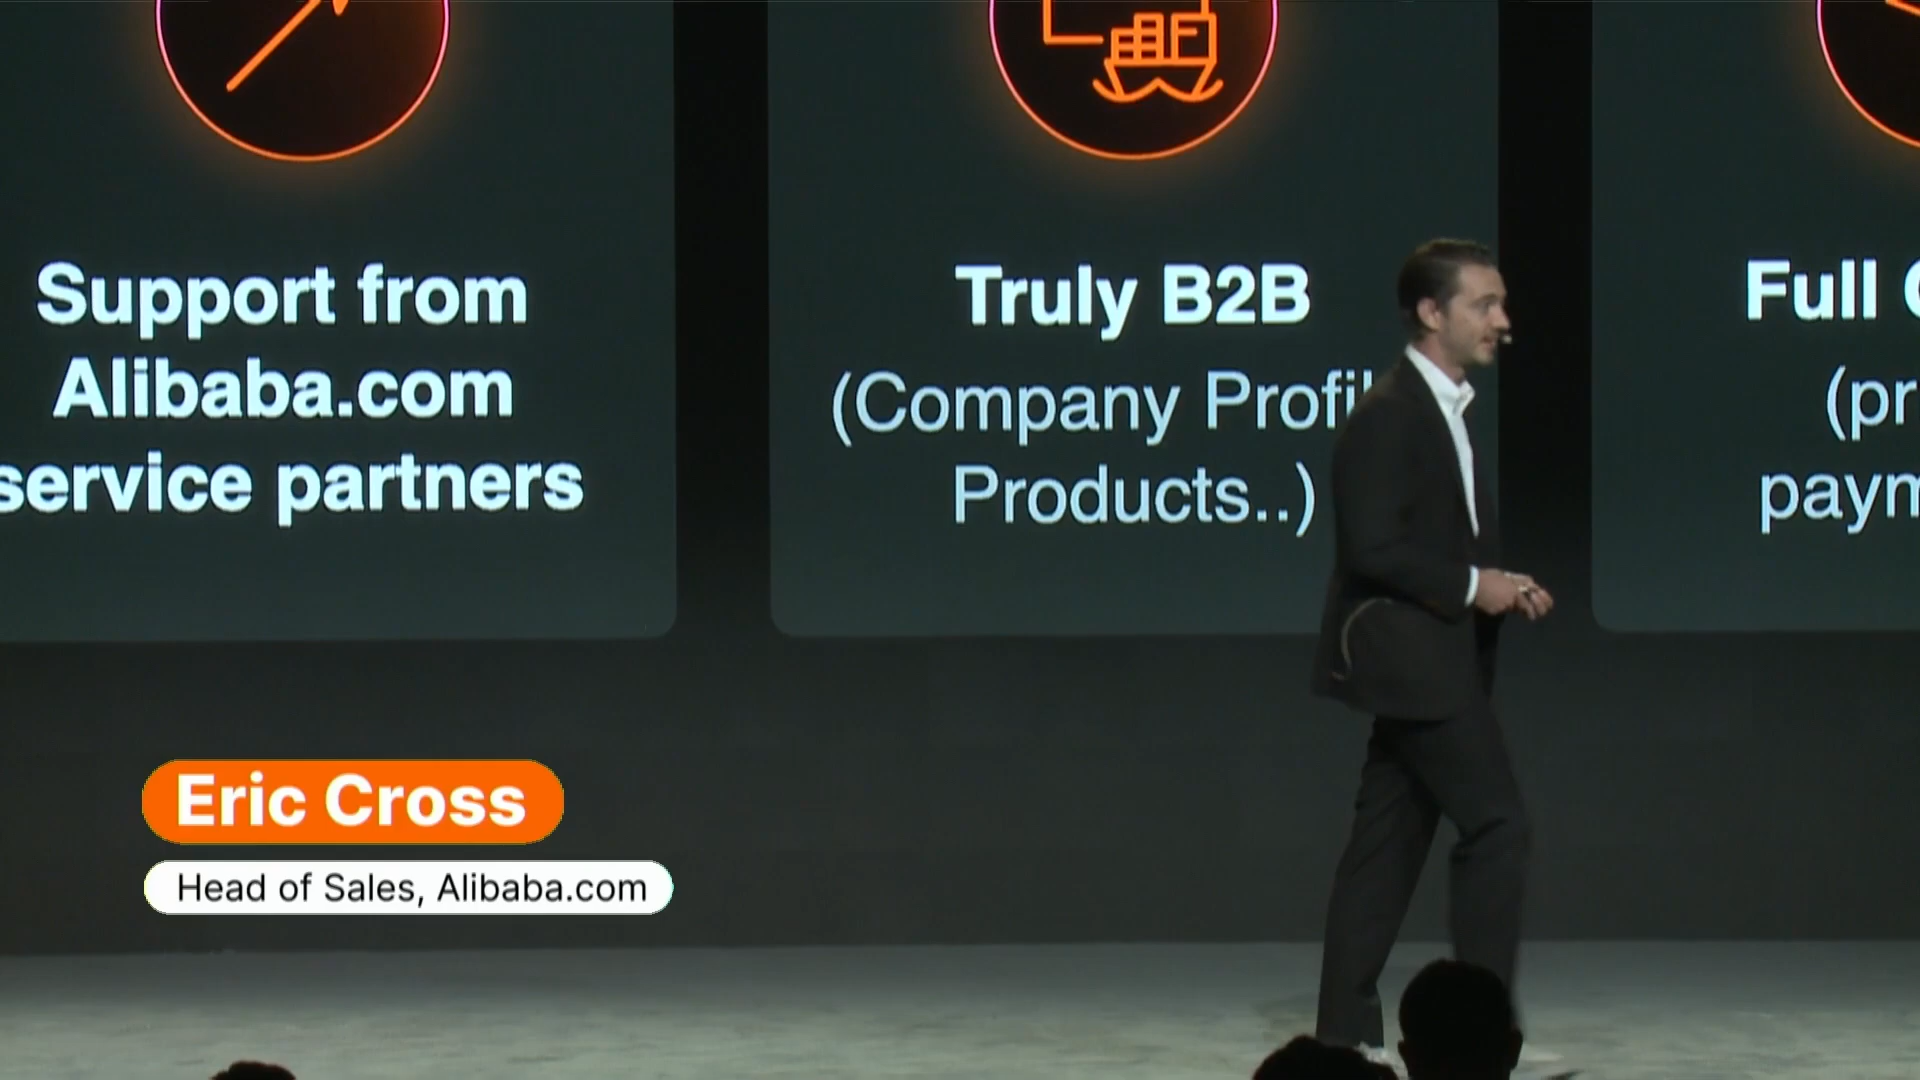 Support from
Alibaba.com
service partners
Truly B2B
(Company Profil
Products..)
Full
(pr
paym
Eric Cross
Head of Sales, Alibaba.com